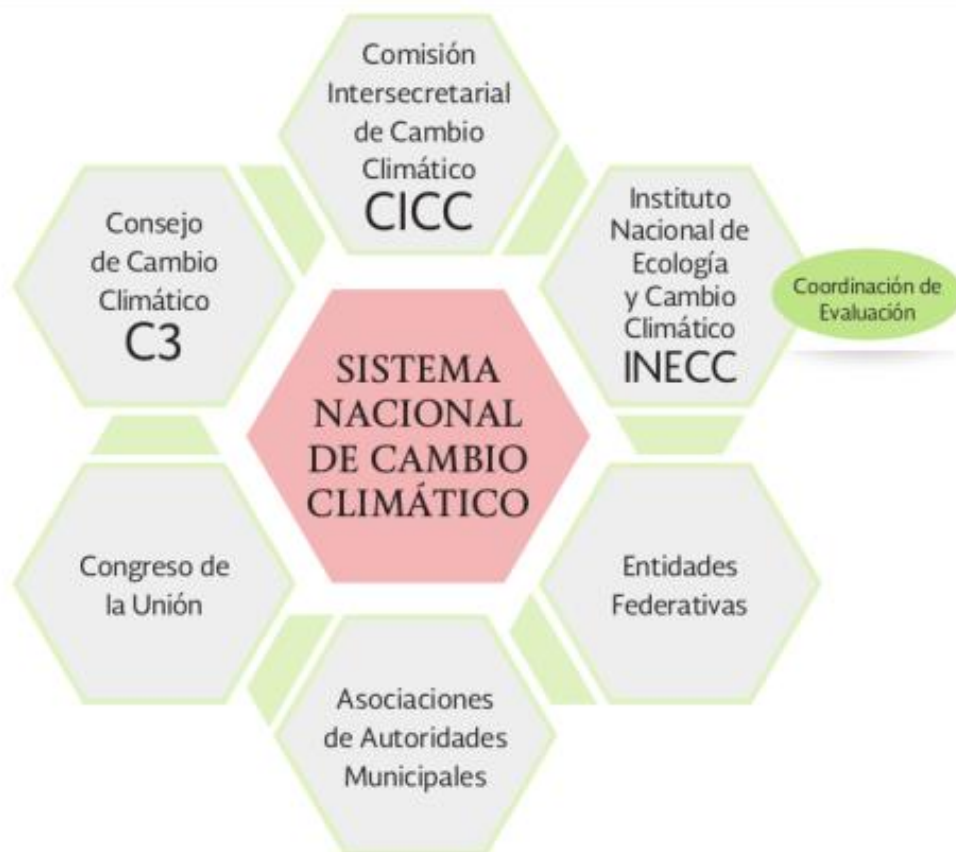 Comisión
Intersecretarial
de Cambio
Climático
CICC
Instituto
Nacional de
Ecología
y Cambio
Climático
INECC
Coordinación de
Evaluación
Entidades
Federativas
Asociaciones
de Autoridades
Municipales
Congreso de
la Unión
Consejo
de Cambio
Climático
C3
SISTEMA
NACIONAL
DE CAMBIO
CLIMÁTICO